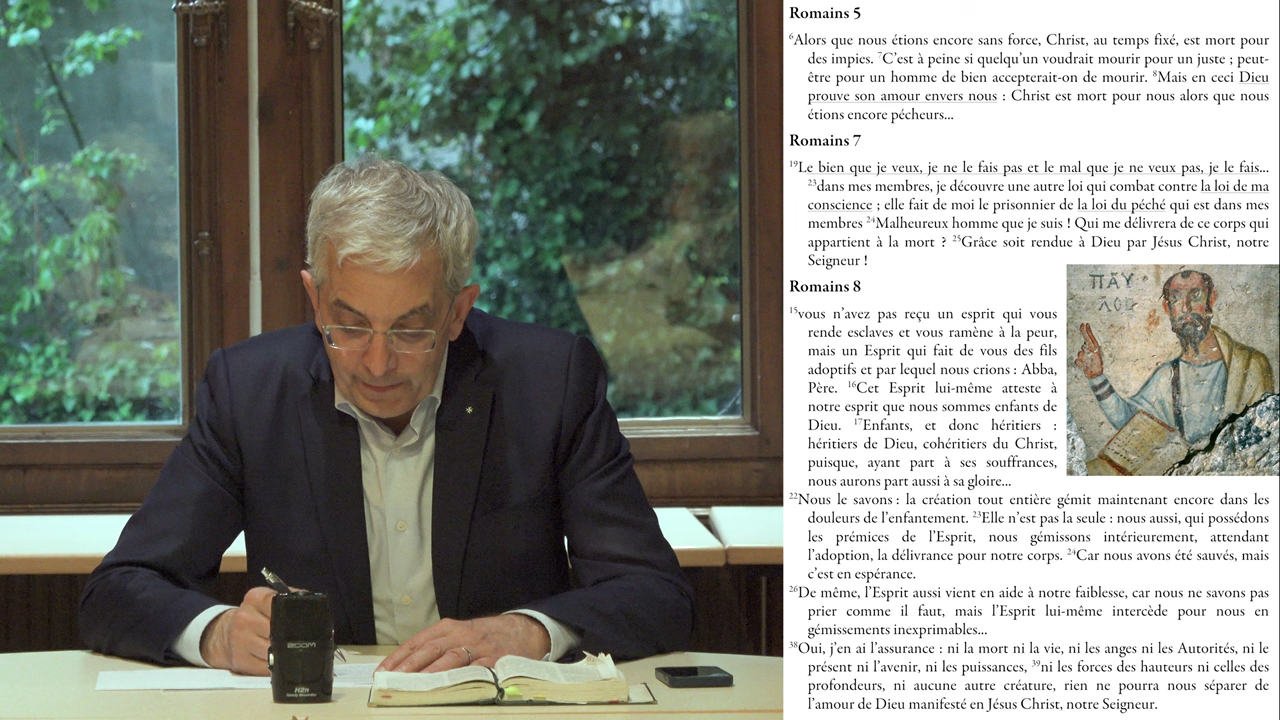 Romains 5
⁶Alors que nous étions encore sans force, Christ, au temps fixé, est mort pour
des impies. ⁷C'est à peine si quelqu'un voudrait mourir pour un juste ; peut-
être pour un homme de bien accepterait-on de mourir. ⁸Mais en ceci Dieu
prouve son amour envers nous : Christ est mort pour nous alors que nous
étions encore pécheurs...
Romains 7
¹⁹Le bien que je veux, je ne le fais pas et le mal que je ne veux pas, je le fais...
²³dans mes membres, je découvre une autre loi qui combat contre la loi de ma
conscience ; elle fait de moi le prisonnier de la loi du péché qui est dans mes
membres ²⁴Malheureux homme que je suis ! Qui me délivrera de ce corps qui
appartient à la mort ? ²⁵Grâce soit rendue à Dieu par Jésus Christ, notre
Seigneur !
Romains 8
¹⁵vous n'avez pas reçu un esprit qui vous
rende esclaves et vous ramène à la peur,
mais un Esprit qui fait de vous des fils
adoptifs et par lequel nous crions : Abba,
Père. ¹⁶Cet Esprit lui-même atteste à
notre esprit que nous sommes enfants de
Dieu. ¹⁷Enfants, et donc héritiers :
héritiers de Dieu, cohéritiers du Christ,
puisque, ayant part à ses souffrances,
nous aurons part aussi à sa gloire...
ΠΑΥ
ΛΟΣ
²²Nous le savons : la création tout entière gémit maintenant encore dans les
douleurs de l'enfantement. ²³Elle n'est pas la seule : nous aussi, qui possédons
les prémices de l'Esprit, nous gémissons intérieurement, attendant
l'adoption, la délivrance pour notre corps. ²⁴Car nous avons été sauvés, mais
c'est en espérance.
²⁶De même, l'Esprit aussi vient en aide à notre faiblesse, car nous ne savons pas
prier comme il faut, mais l'Esprit lui-même intercède pour nous en
gémissements inexprimables...
³⁸Oui, j'en ai l'assurance : ni la mort ni la vie, ni les anges ni les Autorités, ni le
présent ni l'avenir, ni les puissances, ³⁹ni les forces des hauteurs ni celles des
profondeurs, ni aucune autre créature, rien ne pourra nous séparer de
l'amour de Dieu manifesté en Jésus Christ, notre Seigneur.
zoom
H2n